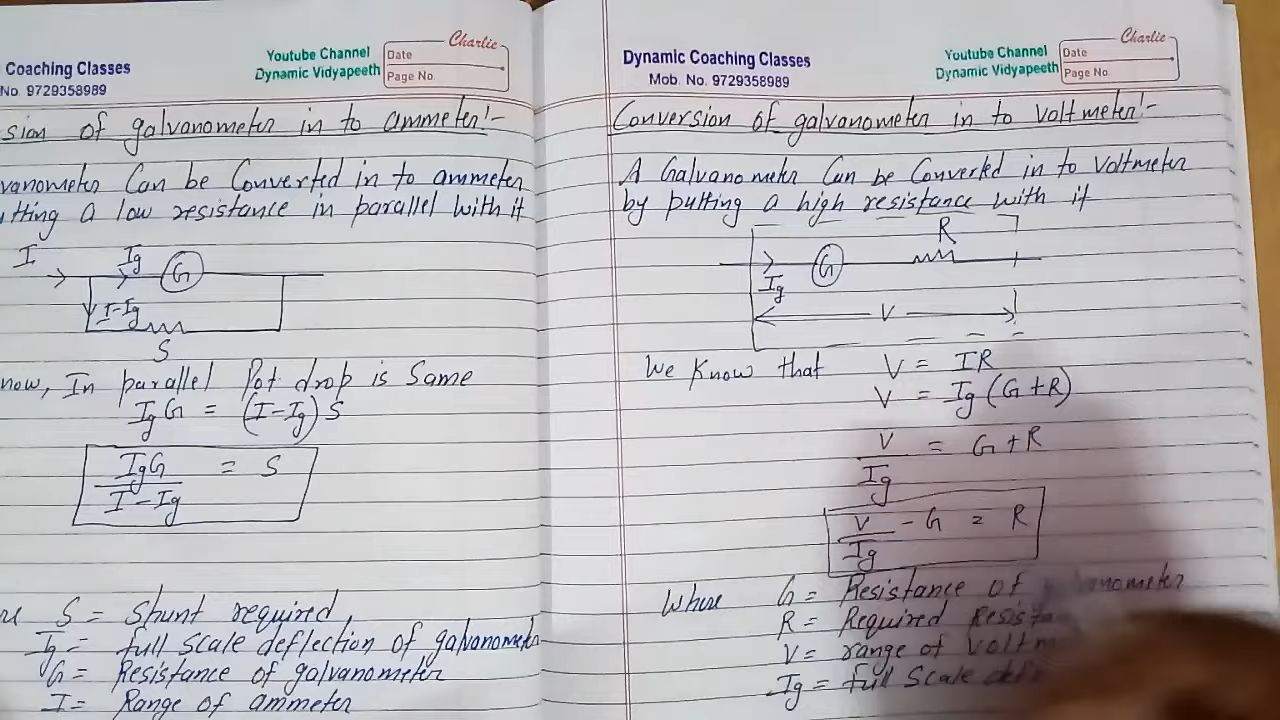 Coaching Classes
No. 9729358989
Youtube Channel
Dynamic Vidyapeeth
Charlie
Date
Page No.
sion of galvanometer in to ammeter!-
vanometer Can be Converted in to ammeter
tting a low resistance in parallel with it
I
Ig
G
I-Ig
S
now, In parallel Pot drop is Same
IgG = (I-Ig) S
IgG / I-Ig = S
re S = Shunt required,
Ig = full scale deflection of galvanomete
G = Resistance of galvanometer
I = Range of ammeter
Dynamic Coaching Classes
Mob. No. 9729358989
Youtube Channel
Dynamic Vidyapeeth
Charlie
Date
Page No.
Conversion of galvanometer in to voltmeter!-
A Galvanometer Can be Converted in to voltmeter
by putting a high resistance with it
R
G
Ig
V
We Know that V = IR
V = Ig (G+R)
V / Ig = G+R
V / Ig - G = R
Where G = Resistance of
R = Required
V = range of
Ig = full Scale